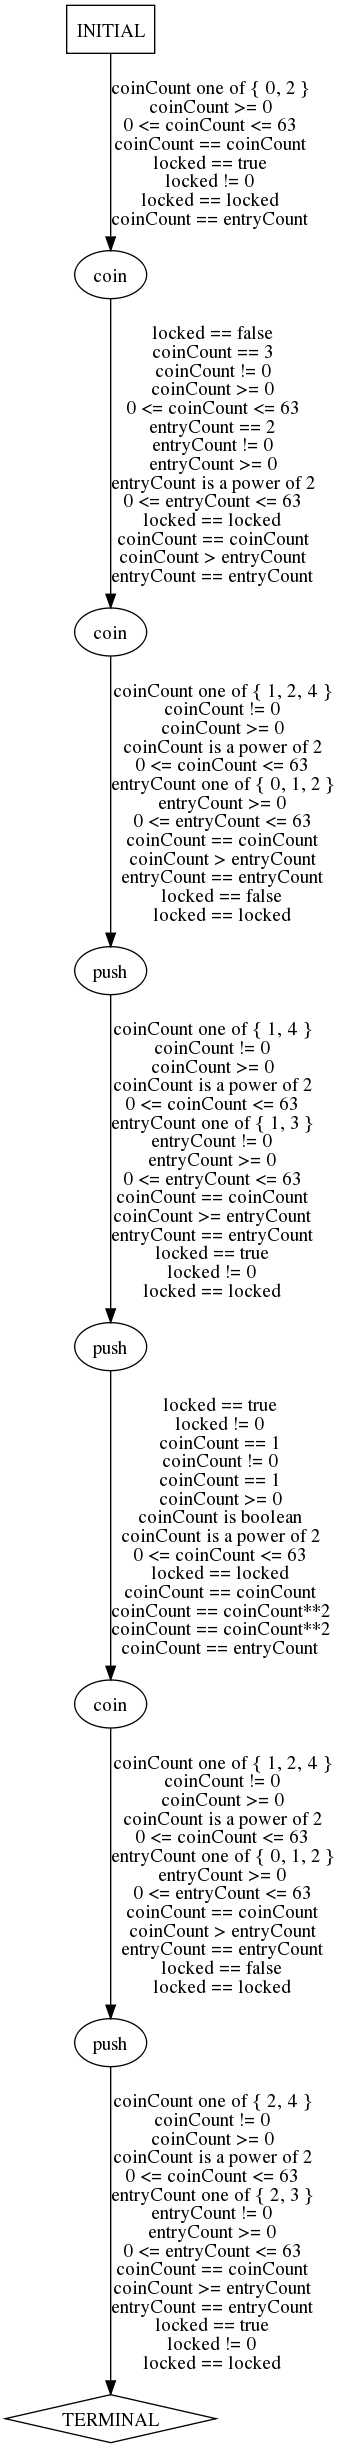 INITIAL
coinCount one of { 0, 2 }
coinCount >= 0
0 <= coinCount <= 63
coinCount == coinCount
locked == true
locked != 0
locked == locked
coinCount == entryCount
coin
locked == false
coinCount == 3
coinCount != 0
coinCount >= 0
0 <= coinCount <= 63
entryCount == 2
entryCount != 0
entryCount >= 0
entryCount is a power of 2
0 <= entryCount <= 63
locked == locked
coinCount == coinCount
coinCount > entryCount
entryCount == entryCount
coin
coinCount one of { 1, 2, 4 }
coinCount != 0
coinCount >= 0
coinCount is a power of 2
0 <= coinCount <= 63
entryCount one of { 0, 1, 2 }
entryCount >= 0
0 <= entryCount <= 63
coinCount == coinCount
coinCount > entryCount
entryCount == entryCount
locked == false
locked == locked
push
coinCount one of { 1, 4 }
coinCount != 0
coinCount >= 0
coinCount is a power of 2
0 <= coinCount <= 63
entryCount one of { 1, 3 }
entryCount != 0
entryCount >= 0
0 <= entryCount <= 63
coinCount == coinCount
coinCount >= entryCount
entryCount == entryCount
locked == true
locked != 0
locked == locked
push
locked == true
locked != 0
coinCount == 1
coinCount != 0
coinCount == 1
coinCount >= 0
coinCount is boolean
coinCount is a power of 2
0 <= coinCount <= 63
locked == locked
coinCount == coinCount
coinCount == coinCount**2
coinCount == coinCount**2
coinCount == entryCount
coin
coinCount one of { 1, 2, 4 }
coinCount != 0
coinCount >= 0
coinCount is a power of 2
0 <= coinCount <= 63
entryCount one of { 0, 1, 2 }
entryCount >= 0
0 <= entryCount <= 63
coinCount == coinCount
coinCount > entryCount
entryCount == entryCount
locked == false
locked == locked
push
coinCount one of { 2, 4 }
coinCount != 0
coinCount >= 0
coinCount is a power of 2
0 <= coinCount <= 63
entryCount one of { 2, 3 }
entryCount != 0
entryCount >= 0
0 <= entryCount <= 63
coinCount == coinCount
coinCount >= entryCount
entryCount == entryCount
locked == true
locked != 0
locked == locked
TERMINAL